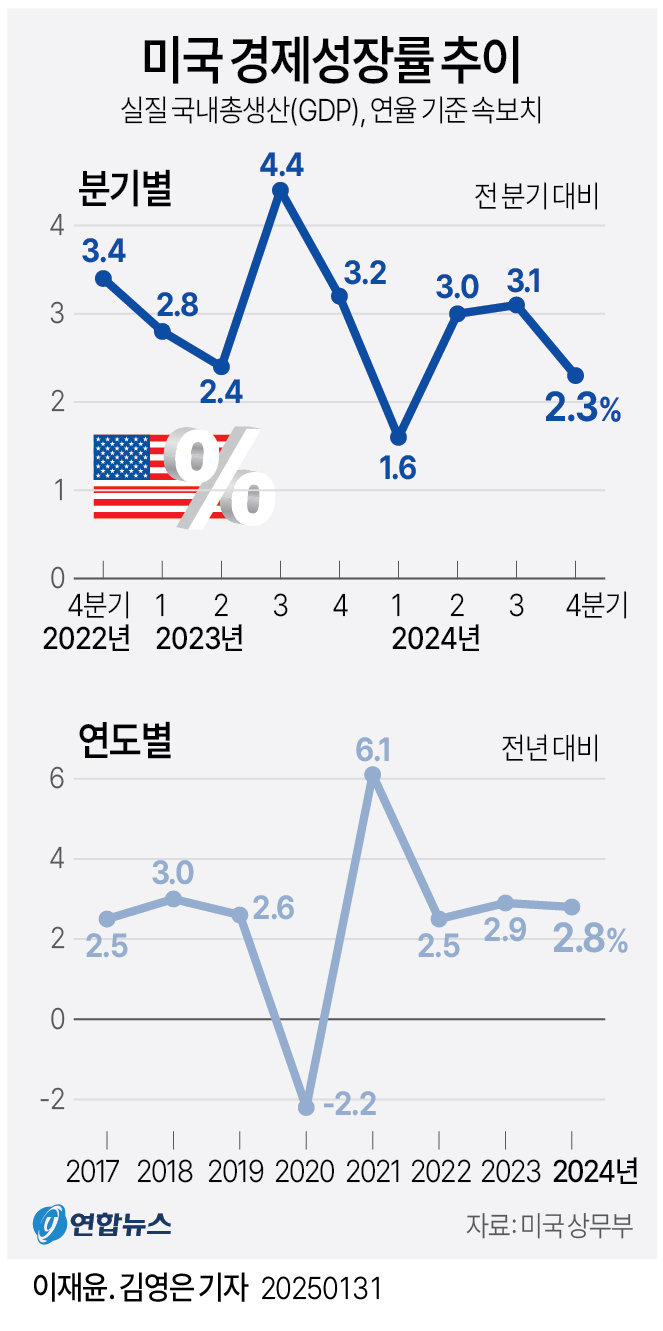 미국 경제성장률 추이
실질 국내총생산(GDP), 연율 기준 속보치
분기별
전 분기 대비
4
3
2
1
0
3.4
2.8
2.4
4.4
3.2
1.6
3.0
3.1
2.3%
%
4분기 1 2 3 4 1 2 3 4분기
2022년 2023년 2024년
연도별
전년 대비
6
4
2
0
-2
2.5
3.0
2.6
-2.2
6.1
2.5
2.9
2.8%
2017 2018 2019 2020 2021 2022 2023 2024년
y 연합뉴스
자료: 미국 상무부
이재윤. 김영은 기자 20250131